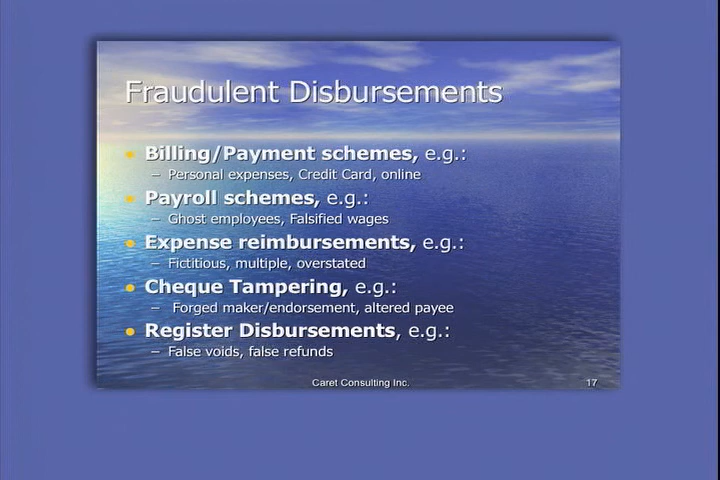 Fraudulent Disbursements
• Billing/Payment schemes, e.g.:
– Personal expenses, Credit Card, online
• Payroll schemes, e.g.:
– Ghost employees, Falsified wages
• Expense reimbursements, e.g.:
– Fictitious, multiple, overstated
• Cheque Tampering, e.g.:
– Forged maker/endorsement, altered payee
• Register Disbursements, e.g.:
– False voids, false refunds
Caret Consulting Inc. 17